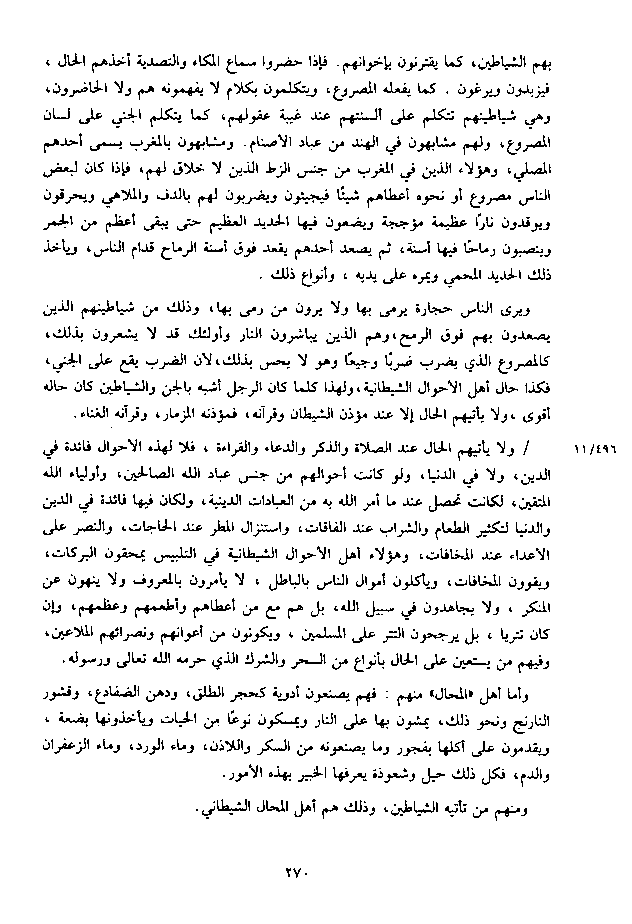 بهم الشياطين، كما يقترنون بإخوانهم. فإذا حضروا سماع المكاء والتصدية أخذهم الحال ،
فيزبدون ويرغون . كما يفعله المصروع، ويتكلمون بكلام لا يفهمونه هم ولا الحاضرون،
وهي شياطينهم تتكلم على ألسنتهم عند غيبة عقولهم، كما يتكلم الجني على لسان
المصروع، ولهم مشابهون في الهند من عباد الأصنام. ومشابهون بالمغرب يسمى أحدهم
المصلي، وهؤلاء الذين في المغرب من جنس الزط الذين لا خلاق لهم، فإذا كان لبعض
الناس مصروع أو نحوه أعطاهم شيئًا فيجيئون ويضربون لهم بالدف والملاهي ويحرقون
ويوقدون نارًا عظيمة مؤججة ويضعون فيها الحديد العظيم حتى يبقى أعظم من الجمر
وينصبون رماحًا فيها أسنة، ثم يصعد أحدهم يقعد فوق أسنة الرماح قدام الناس، ويأخذ
ذلك الحديد المحمي ويمره على يديه ، وأنواع ذلك .
ويرى الناس حجارة يرمى بها ولا يرون من رمى بها، وذلك من شياطينهم الذين
يصعدون بهم فوق الرمح،وهم الذين يباشرون النار وأولئك قد لا يشعرون بذلك،
كالمصروع الذي يضرب ضربًا وجيعًا وهو لا يحس بذلك،لأن الضرب يقع على الجني،
فكذا حال أهل الأحوال الشيطانية،ولهذا كلما كان الرجل أشبه بالجن والشياطين كان حاله
أقوى ،ولا يأتيهم الحال إلا عند مؤذن الشيطان وقرآنه، فمؤذنه المزمار، وقرآنه الغناء.
١١/٤٩٦ / ولا يأتيهم الحال عند الصلاة والذكر والدعاء والقراءة ، فلا لهذه الأحوال فائدة في
الدين، ولا في الدنيا، ولو كانت أحوالهم من جنس عباد الله الصالحين، وأولياء الله
المتقين، لكانت تحصل عند ما أمر الله به من العبادات الدينية، ولكان فيها فائدة في الدين
والدنيا لتكثير الطعام والشراب عند الفاقات، واستنزال المطر عند الحاجات، والنصر على
الأعداء عند المخافات، وهؤلاء أهل الأحوال الشيطانية في التلبيس يمحقون البركات،
ويقوون المخافات، ويأكلون أموال الناس بالباطل ، لا يأمرون بالمعروف ولا ينهون عن
المنكر ، ولا يجاهدون في سبيل الله، بل هم مع من أعطاهم وأطعمهم وعظمهم، وإن
كان تتريا ، بل يرجحون التتر على المسلمين ، ويكونون من أعوانهم ونصرائهم الملاعين،
وفيهم من يستعين على الحال بأنواع من السحر والشرك الذي حرمه الله تعالى ورسوله.
وأما أهل «المحال» منهم : فهم يصنعون أدوية كحجر الطلق، ودهن الضفادع، وقشور
النارنج ونحو ذلك، يمشون بها على النار ويمسكون نوعًا من الحيات ويأخذونها بضعة ،
ويقدمون على أكلها بفجور وما يصنعونه من السكر واللاذن، وماء الورد، وماء الزعفران
والدم، فكل ذلك حيل وشعوذة يعرفها الخبير بهذه الأمور.
ومنهم من تأتيه الشياطين، وذلك هم أهل المحال الشيطاني.
٢٧٠